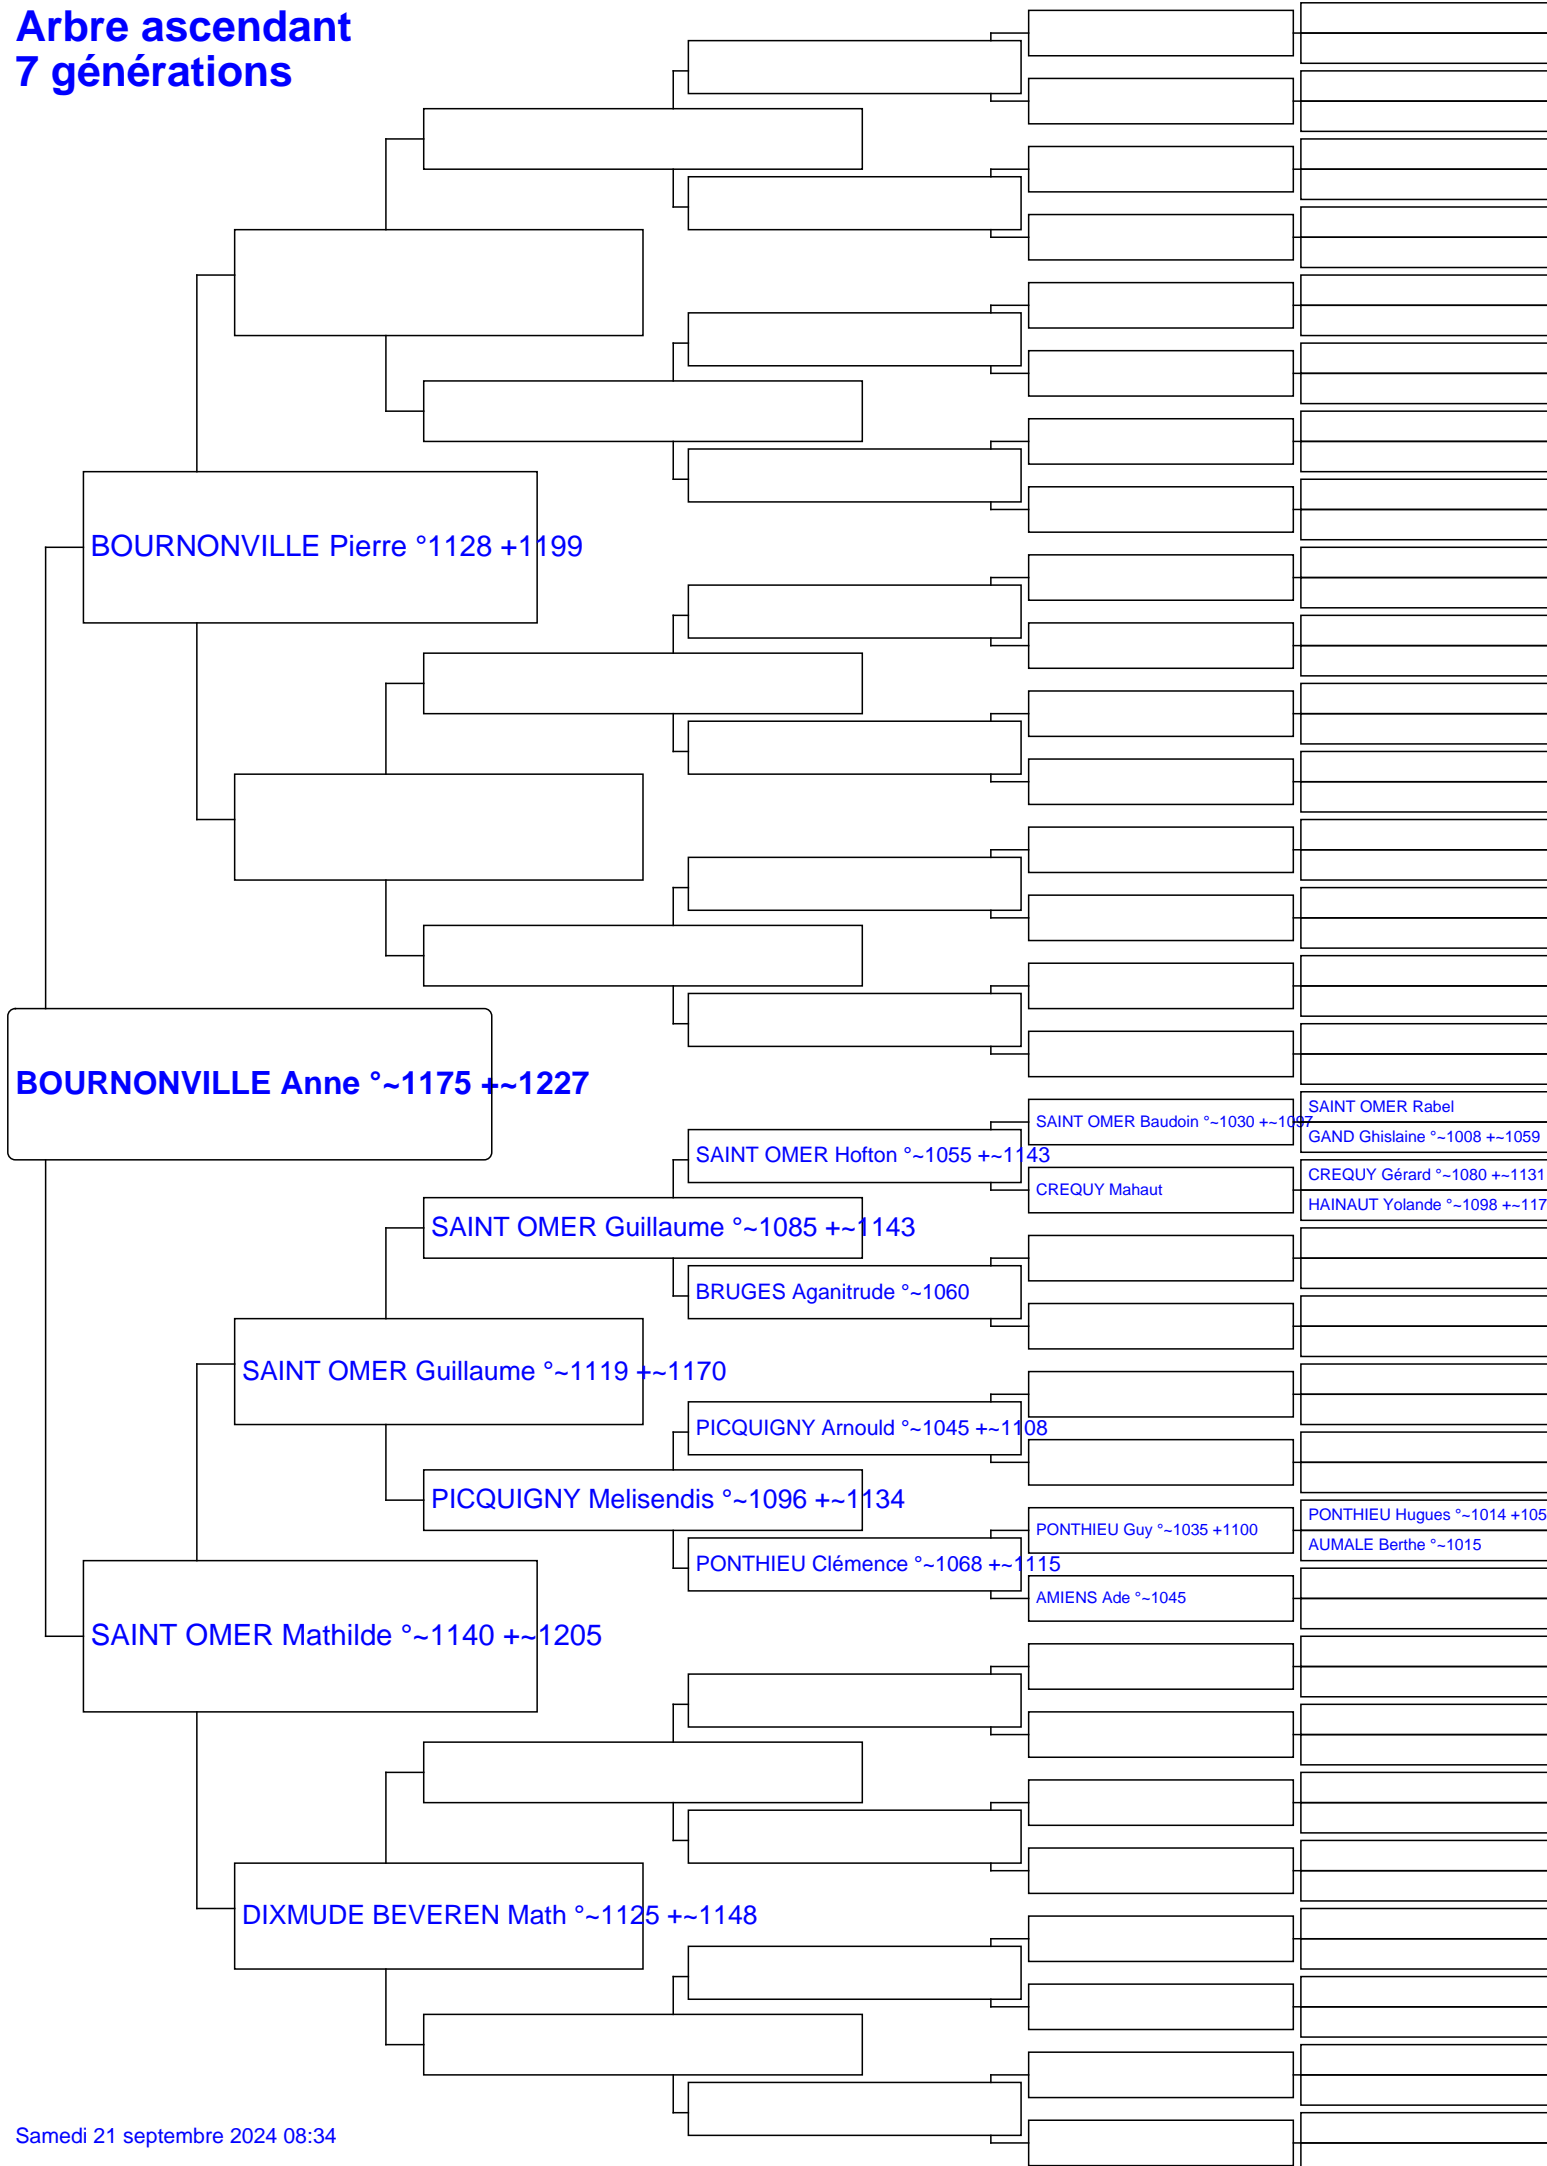 Arbre ascendant
7 générations
BOURNONVILLE Pierre °1128 +1199
BOURNONVILLE Anne °~1175 +~1227
SAINT OMER Baudoin °~1030 +~1097
SAINT OMER Rabel
GAND Ghislaine °~1008 +~1059
SAINT OMER Hofton °~1055 +~1143
CREQUY Mahaut
CREQUY Gérard °~1080 +~1131
HAINAUT Yolande °~1098 +~117
SAINT OMER Guillaume °~1085 +~1143
BRUGES Aganitrude °~1060
SAINT OMER Guillaume °~1119 +~1170
PICQUIGNY Arnould °~1045 +~1108
PICQUIGNY Melisendis °~1096 +~1134
PONTHIEU Guy °~1035 +1100
PONTHIEU Hugues °~1014 +105
AUMALE Berthe °~1015
PONTHIEU Clémence °~1068 +~1115
AMIENS Ade °~1045
SAINT OMER Mathilde °~1140 +~1205
DIXMUDE BEVEREN Math °~1125 +~1148
Samedi 21 septembre 2024 08:34